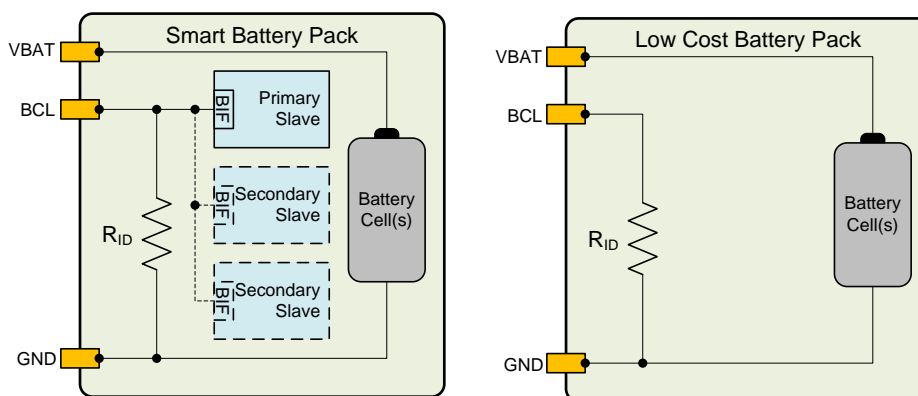 Smart Battery Pack
VBAT
BCL
BIF
Primary
Slave
BIF
Secondary
Slave
BIF
Secondary
Slave
Battery
Cell(s)
RID
GND
Low Cost Battery Pack
VBAT
BCL
RID
Battery
Cell(s)
GND